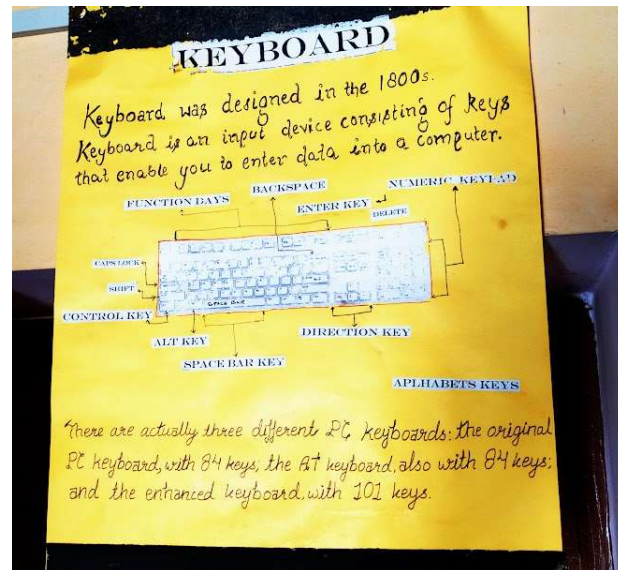 KEYBOARD
Keyboard was designed in the 1800s.
Keyboard is an input device consisting of keys
that enable you to enter data into a computer.
BACKSPACE
NUMERIC KEYPAD
FUNCTION DAYS
ENTER KEY
DELETE
CAPS LOCK
SHIFT
SPACE BAR
CONTROL KEY
ALT KEY
DIRECTION KEY
SPACE BAR KEY
APLHABETS KEYS
There are actually three different PC keyboards: the original
PC keyboard, with 84 keys; the AT keyboard, also with 84 keys;
and the enhanced keyboard, with 101 keys.